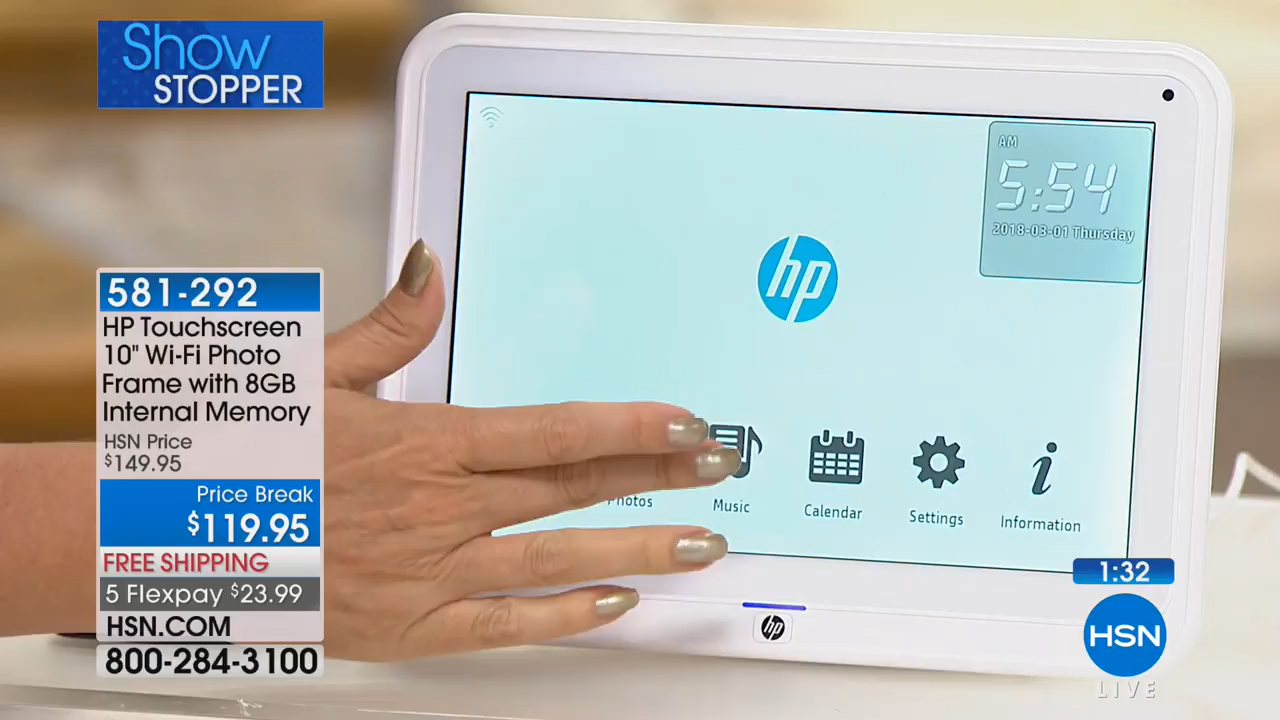 Show
STOPPER
581-292
HP Touchscreen
10" Wi-Fi Photo
Frame with 8GB
Internal Memory
HSN Price
$149.95
Price Break
$119.95
FREE SHIPPING
5 Flexpay $23.99
HSN.COM
800-284-3100
AM
5:54
2018-03-01 Thursday
hp
Photos
Music
Calendar
Settings
Information
hp
1:32
HSN
LIVE